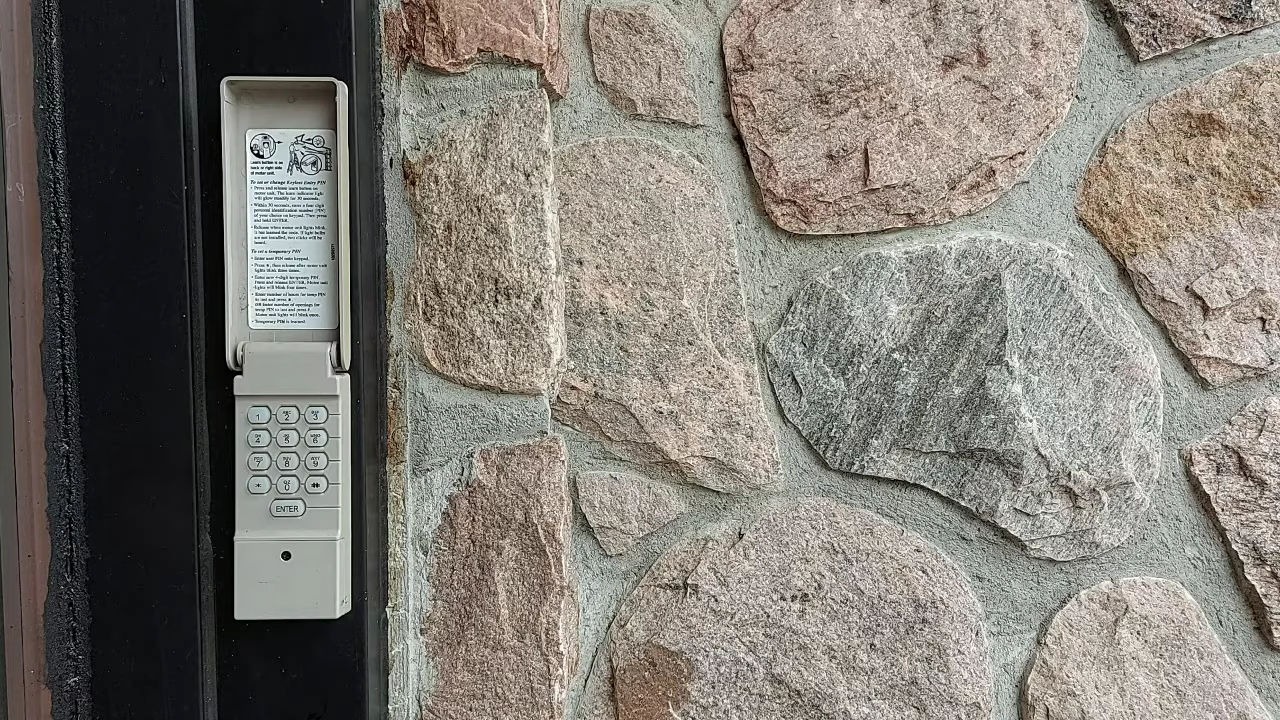 Learn button is on
back or right side
of motor unit.
To set or change Keyless Entry PIN
• Press and release learn button on
motor unit. The learn indicator light
will glow steadily for 30 seconds.
• Within 30 seconds, enter a four digit
personal identification number (PIN)
of your choice on keypad. Then press
and hold ENTER.
• Release when motor unit lights blink.
It has learned the code. If light bulbs
are not installed, two clicks will be
heard.
To set a temporary PIN
• Enter user PIN onto keypad.
• Press *, then release after motor unit
lights blink three times.
• Enter new 4-digit temporary PIN.
Press and release ENTER. Motor unit
lights will blink four times.
• Enter number of hours for temp PIN
to last and press *.
OR Enter number of openings for
temp PIN to last and press #.
Motor unit lights will blink once.
• Temporary PIN is learned.
1 ABC 2 DEF 3
GHI 4 JKL 5 MNO 6
PRS 7 TUV 8 WXY 9
* QZ 0 #
ENTER